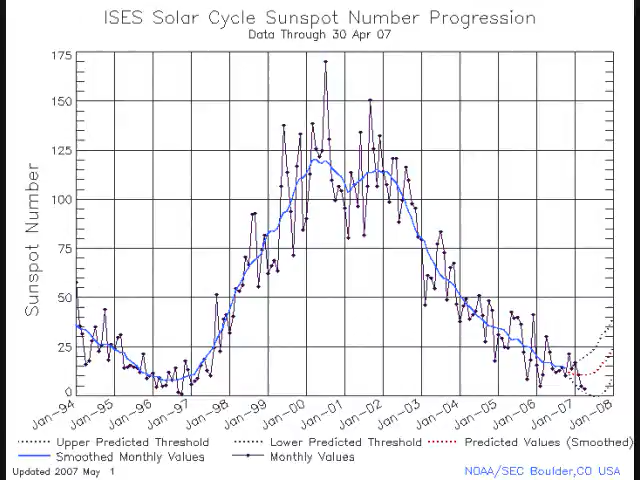 ISES Solar Cycle Sunspot Number Progression
Data Through 30 Apr 07
Sunspot Number
175
150
125
100
75
50
25
0
Jan-94 Jan-95 Jan-96 Jan-97 Jan-98 Jan-99 Jan-00 Jan-01 Jan-02 Jan-03 Jan-04 Jan-05 Jan-06 Jan-07 Jan-08
Upper Predicted Threshold Lower Predicted Threshold Predicted Values (Smoothed)
Smoothed Monthly Values Monthly Values
Updated 2007 May 1 NOAA/SEC Boulder,CO USA